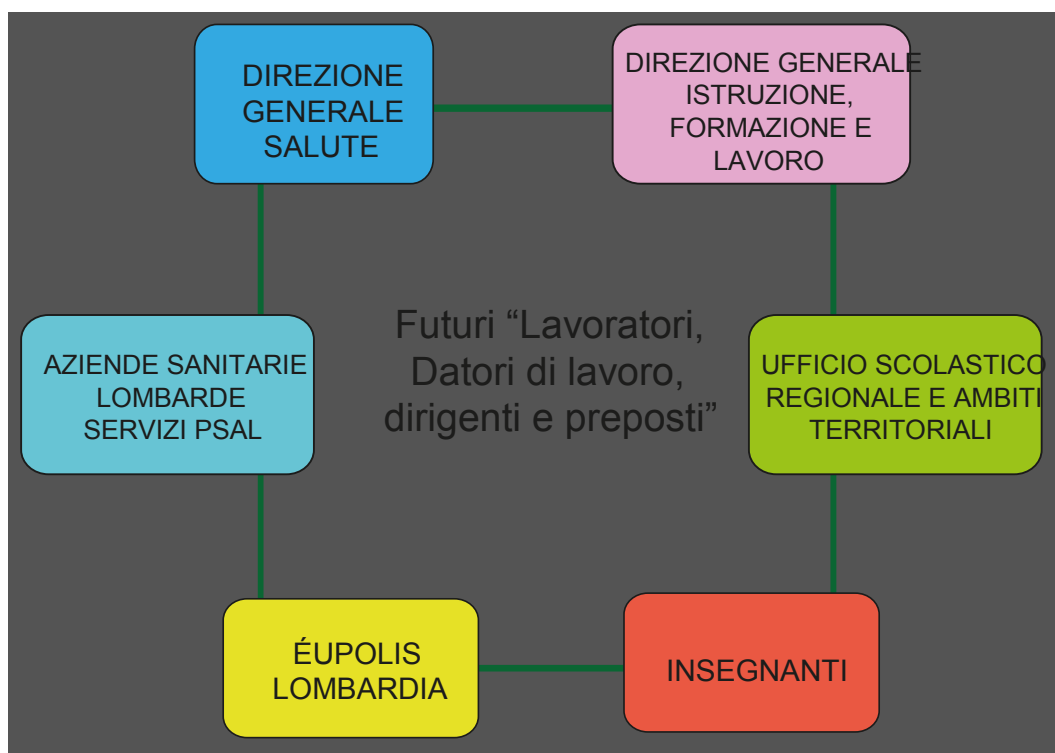 DIREZIONE
GENERALE
SALUTE
DIREZIONE GENERALE
ISTRUZIONE,
FORMAZIONE E
LAVORO
AZIENDE SANITARIE
LOMBARDE
SERVIZI PSAL
Futuri “Lavoratori,
Datori di lavoro,
dirigenti e preposti”
UFFICIO SCOLASTICO
REGIONALE E AMBITI
TERRITORIALI
ÉUPOLIS
LOMBARDIA
INSEGNANTI